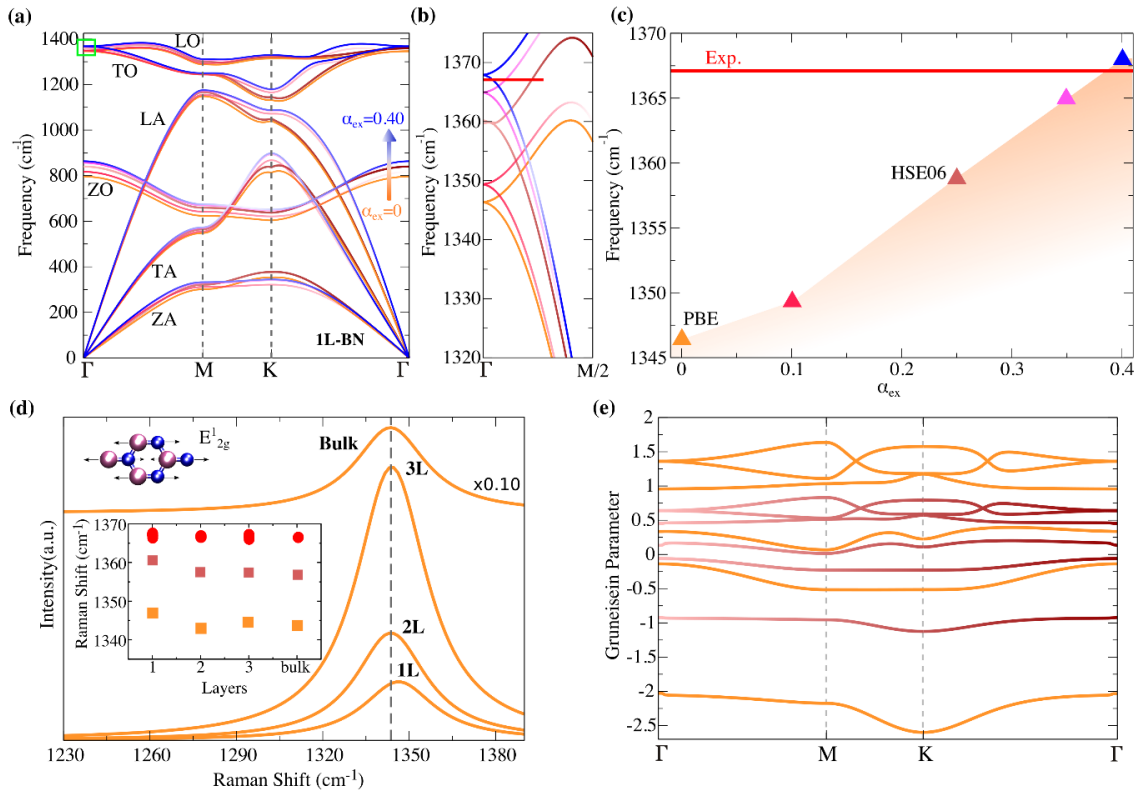 (a)
1400
1200
1000
800
600
400
200
0
Frequency (cm⁻¹)
LO
TO
LA
ZO
TA
ZA
α_ex=0.40
α_ex=0
1L-BN
Γ M K Γ
(b)
1370
1360
1350
1340
1330
1320
Frequency (cm⁻¹)
Γ M/2
(c)
1370
1365
1360
1355
1350
1345
Frequency (cm⁻¹)
Exp.
HSE06
PBE
0 0.1 0.2 0.3 0.4
α_ex
(d)
E¹₂g
Bulk
3L
x0.10
2L
1L
Intensity(a.u.)
1370
1360
1350
1340
Raman Shift (cm⁻¹)
1 2 3 bulk
Layers
1230 1260 1290 1320 1350 1380
Raman Shift (cm⁻¹)
(e)
2
1.5
1
0.5
0
-0.5
-1
-1.5
-2
-2.5
Gruneisein Parameter
Γ M K Γ